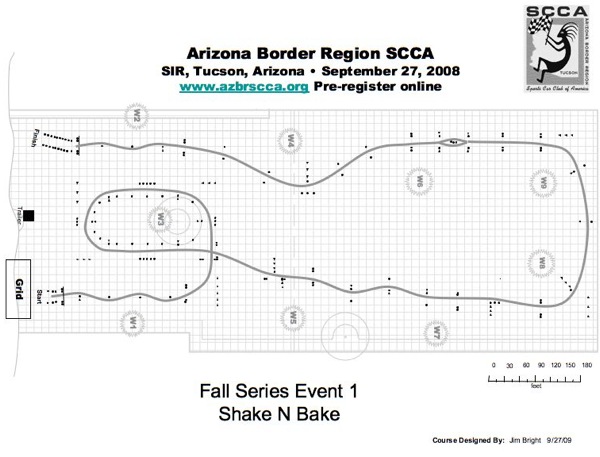 SCCA
ARIZONA BORDER REGION
TUCSON
Sports Car Club of America
Arizona Border Region SCCA
SIR, Tucson, Arizona • September 27, 2008
www.azbrscca.org Pre-register online
W2
Finish
W4
W6
W9
W3
Trailer
Grid
Start
W8
W1
W5
W7
0 30 60 90 120 150 180
feet
Fall Series Event 1
Shake N Bake
Course Designed By: Jim Bright 9/27/09